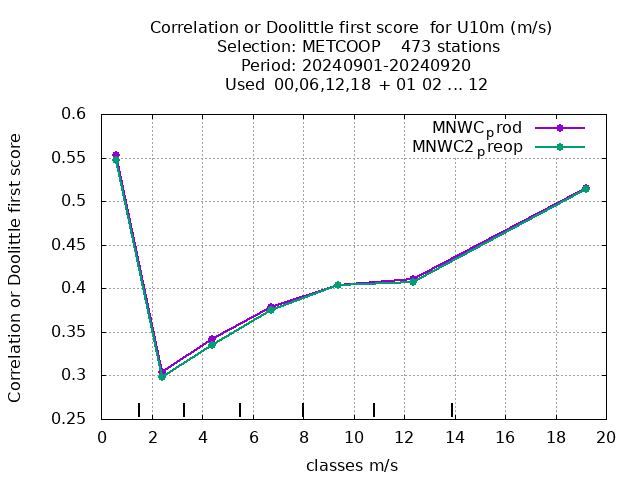 Correlation or Doolittle first score  for U10m (m/s)
Selection: METCOOP    473 stations
Period: 20240901-20240920
Used  00,06,12,18 + 01 02 ... 12
MNWCprod
MNWC2preop
Correlation or Doolittle first score
0.6
0.55
0.5
0.45
0.4
0.35
0.3
0.25
0 2 4 6 8 10 12 14 16 18 20
classes m/s